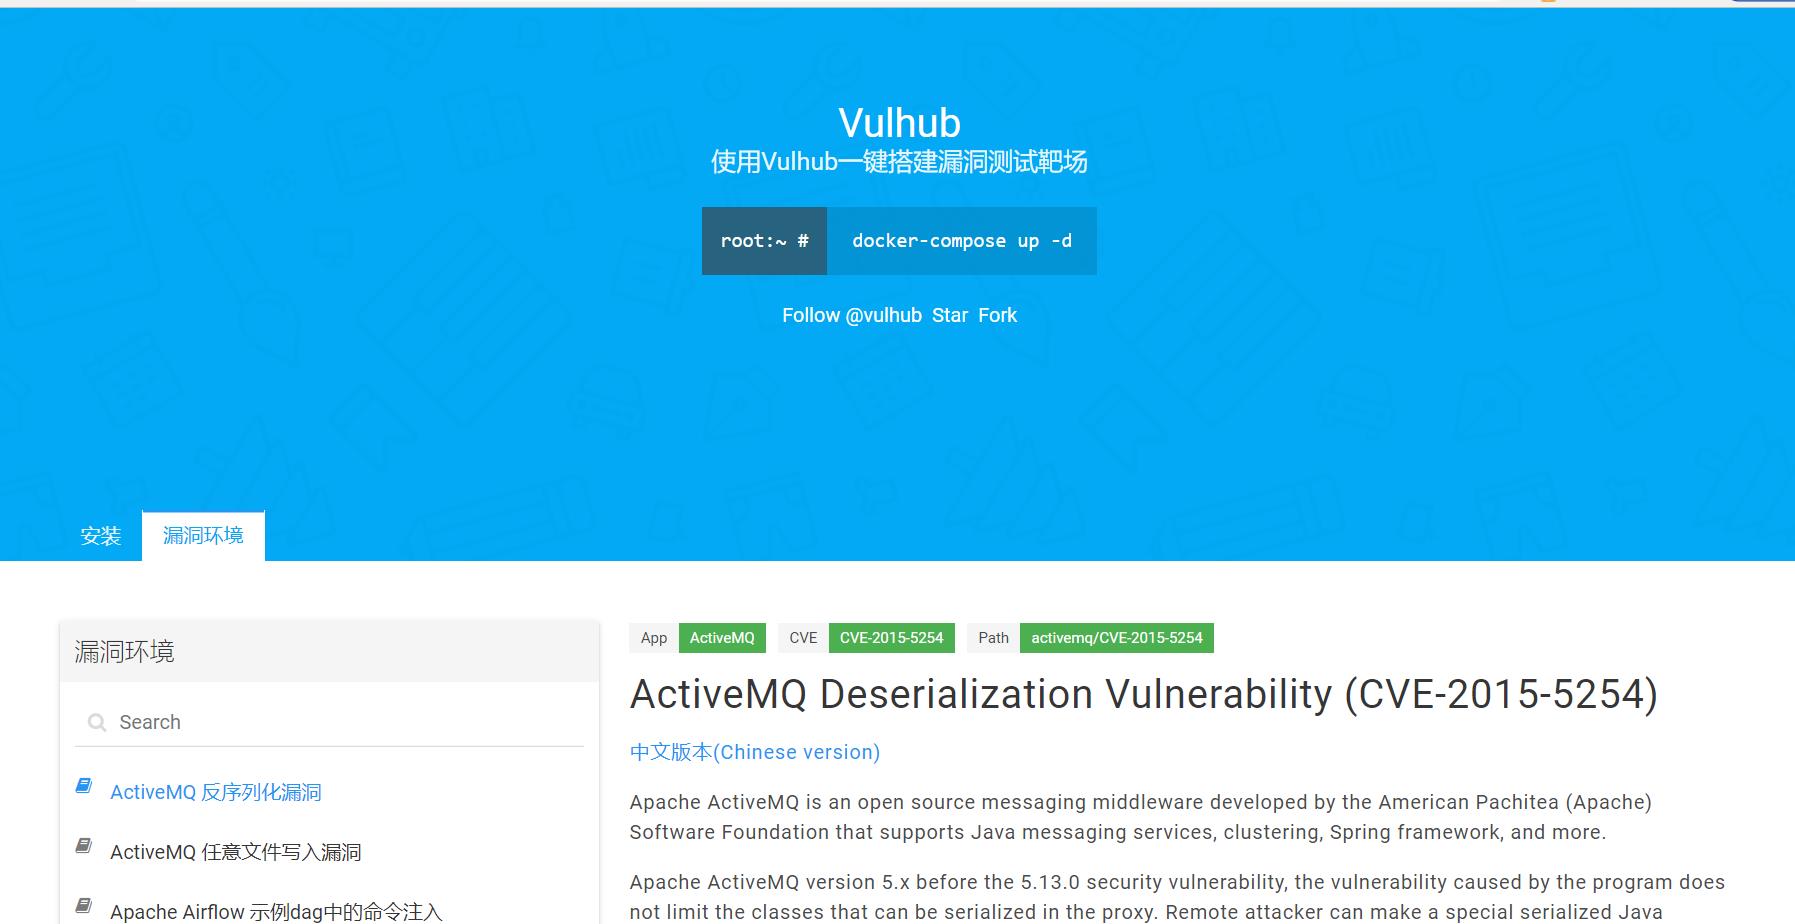 Vulhub
使用Vulhub一键搭建漏洞测试靶场
root:~ # docker-compose up -d
Follow @vulhub Star Fork
安装 漏洞环境
漏洞环境
Search
ActiveMQ 反序列化漏洞
ActiveMQ 任意文件写入漏洞
Apache Airflow 示例dag中的命令注入
App ActiveMQ CVE CVE-2015-5254 Path activemq/CVE-2015-5254
ActiveMQ Deserialization Vulnerability (CVE-2015-5254)
中文版本(Chinese version)
Apache ActiveMQ is an open source messaging middleware developed by the American Pachitea (Apache)
Software Foundation that supports Java messaging services, clustering, Spring framework, and more.
Apache ActiveMQ version 5.x before the 5.13.0 security vulnerability, the vulnerability caused by the program does
not limit the classes that can be serialized in the proxy. Remote attacker can make a special serialized Java